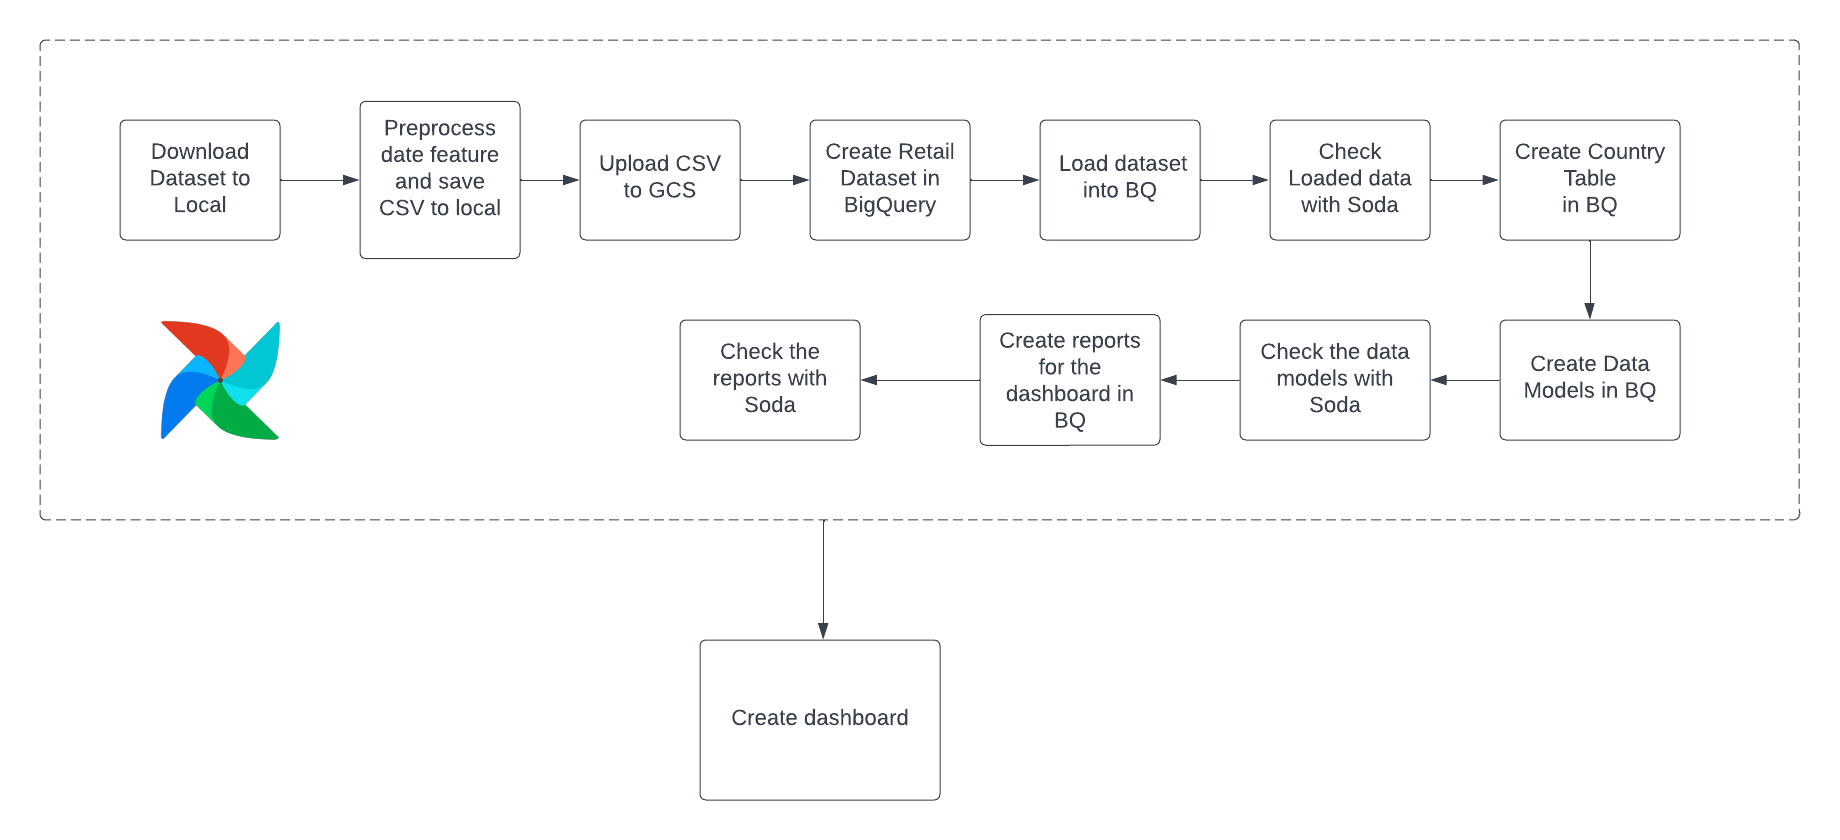 Download
Dataset to
Local
Preprocess
date feature
and save
CSV to local
Upload CSV
to GCS
Create Retail
Dataset in
BigQuery
Load dataset
into BQ
Check
Loaded data
with Soda
Create Country
Table
in BQ
Create Data
Models in BQ
Check the data
models with
Soda
Create reports
for the
dashboard in
BQ
Check the
reports with
Soda
Create dashboard